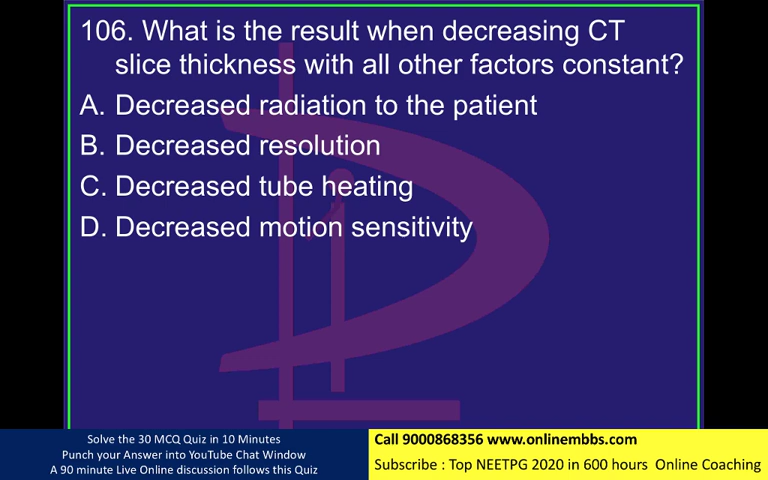 106. What is the result when decreasing CT
slice thickness with all other factors constant?
A. Decreased radiation to the patient
B. Decreased resolution
C. Decreased tube heating
D. Decreased motion sensitivity
Solve the 30 MCQ Quiz in 10 Minutes
Punch your Answer into YouTube Chat Window
A 90 minute Live Online discussion follows this Quiz
Call 9000868356 www.onlinembbs.com
Subscribe : Top NEETPG 2020 in 600 hours Online Coaching